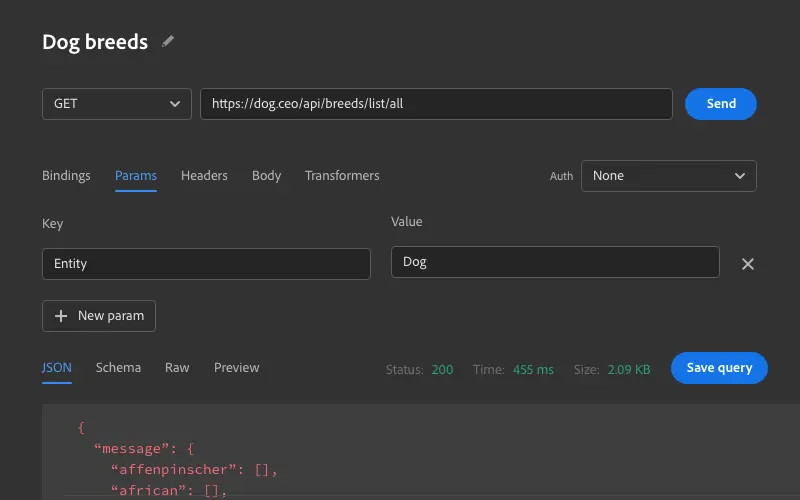 Dog breeds
GET https://dog.ceo/api/breeds/list/all Send
Bindings Params Headers Body Transformers Auth None
Key Value
Entity Dog
New param
JSON Schema Raw Preview Status: 200 Time: 455 ms Size: 2.09 KB Save query
{
“message”: {
“affenpinscher”: [],
“african”: [],